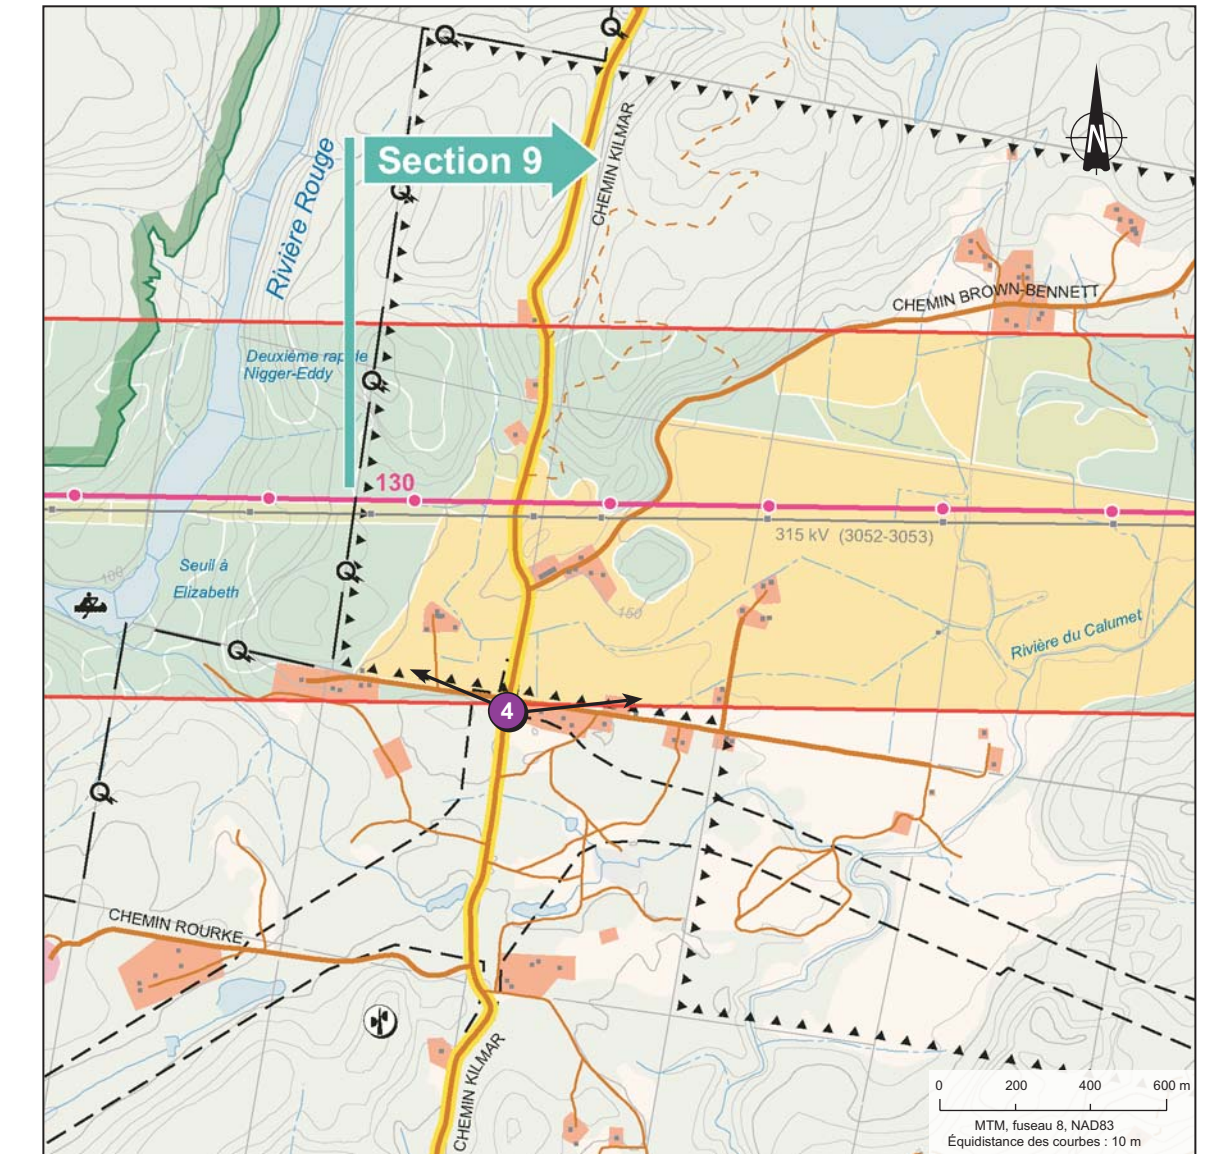 Q
Q
N
CHEMIN KILMAR
Section 9
Q
Rivière Rouge
CHEMIN BROWN-BENNETT
Deuxième rapide
Nigger-Eddy
Q
130
315 kV (3052-3053)
100
Seuil à
Elizabeth
Q
150
Rivière du Calumet
Q
4
Q
CHEMIN ROURKE
CHEMIN KILMAR
0 200 400 600 m
MTM, fuseau 8, NAD83
Équidistance des courbes : 10 m